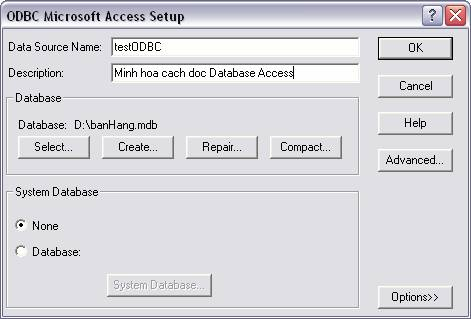 ODBC Microsoft Access Setup
Data Source Name: testODBC
OK
Description: Minh hoa cach doc Database Access
Cancel
Database
Database: D:\banHang.mdb
Help
Select... Create... Repair... Compact...
Advanced...
System Database
None
Database:
System Database...
Options>>